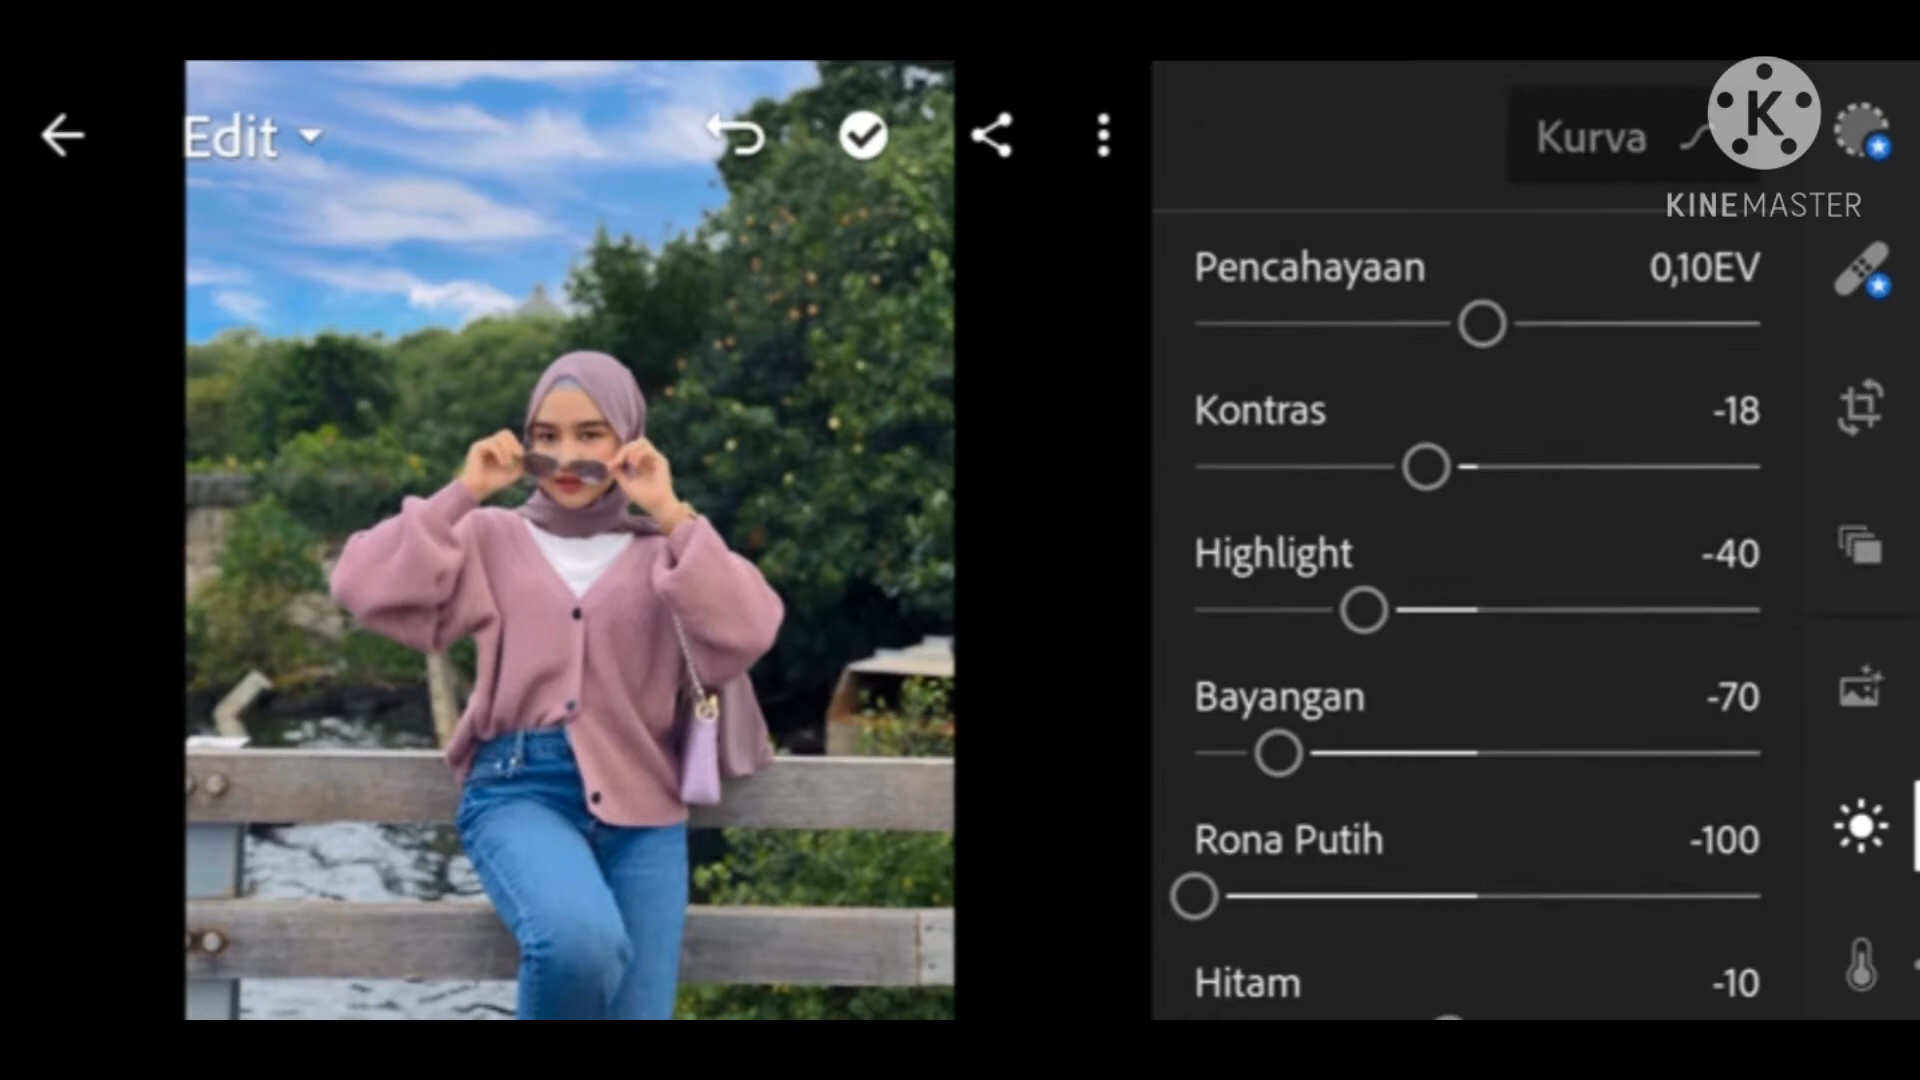 Edit
Kurva
K
KINEMASTER
Pencahayaan 0,10EV
Kontras -18
Highlight -40
Bayangan -70
Rona Putih -100
Hitam -10